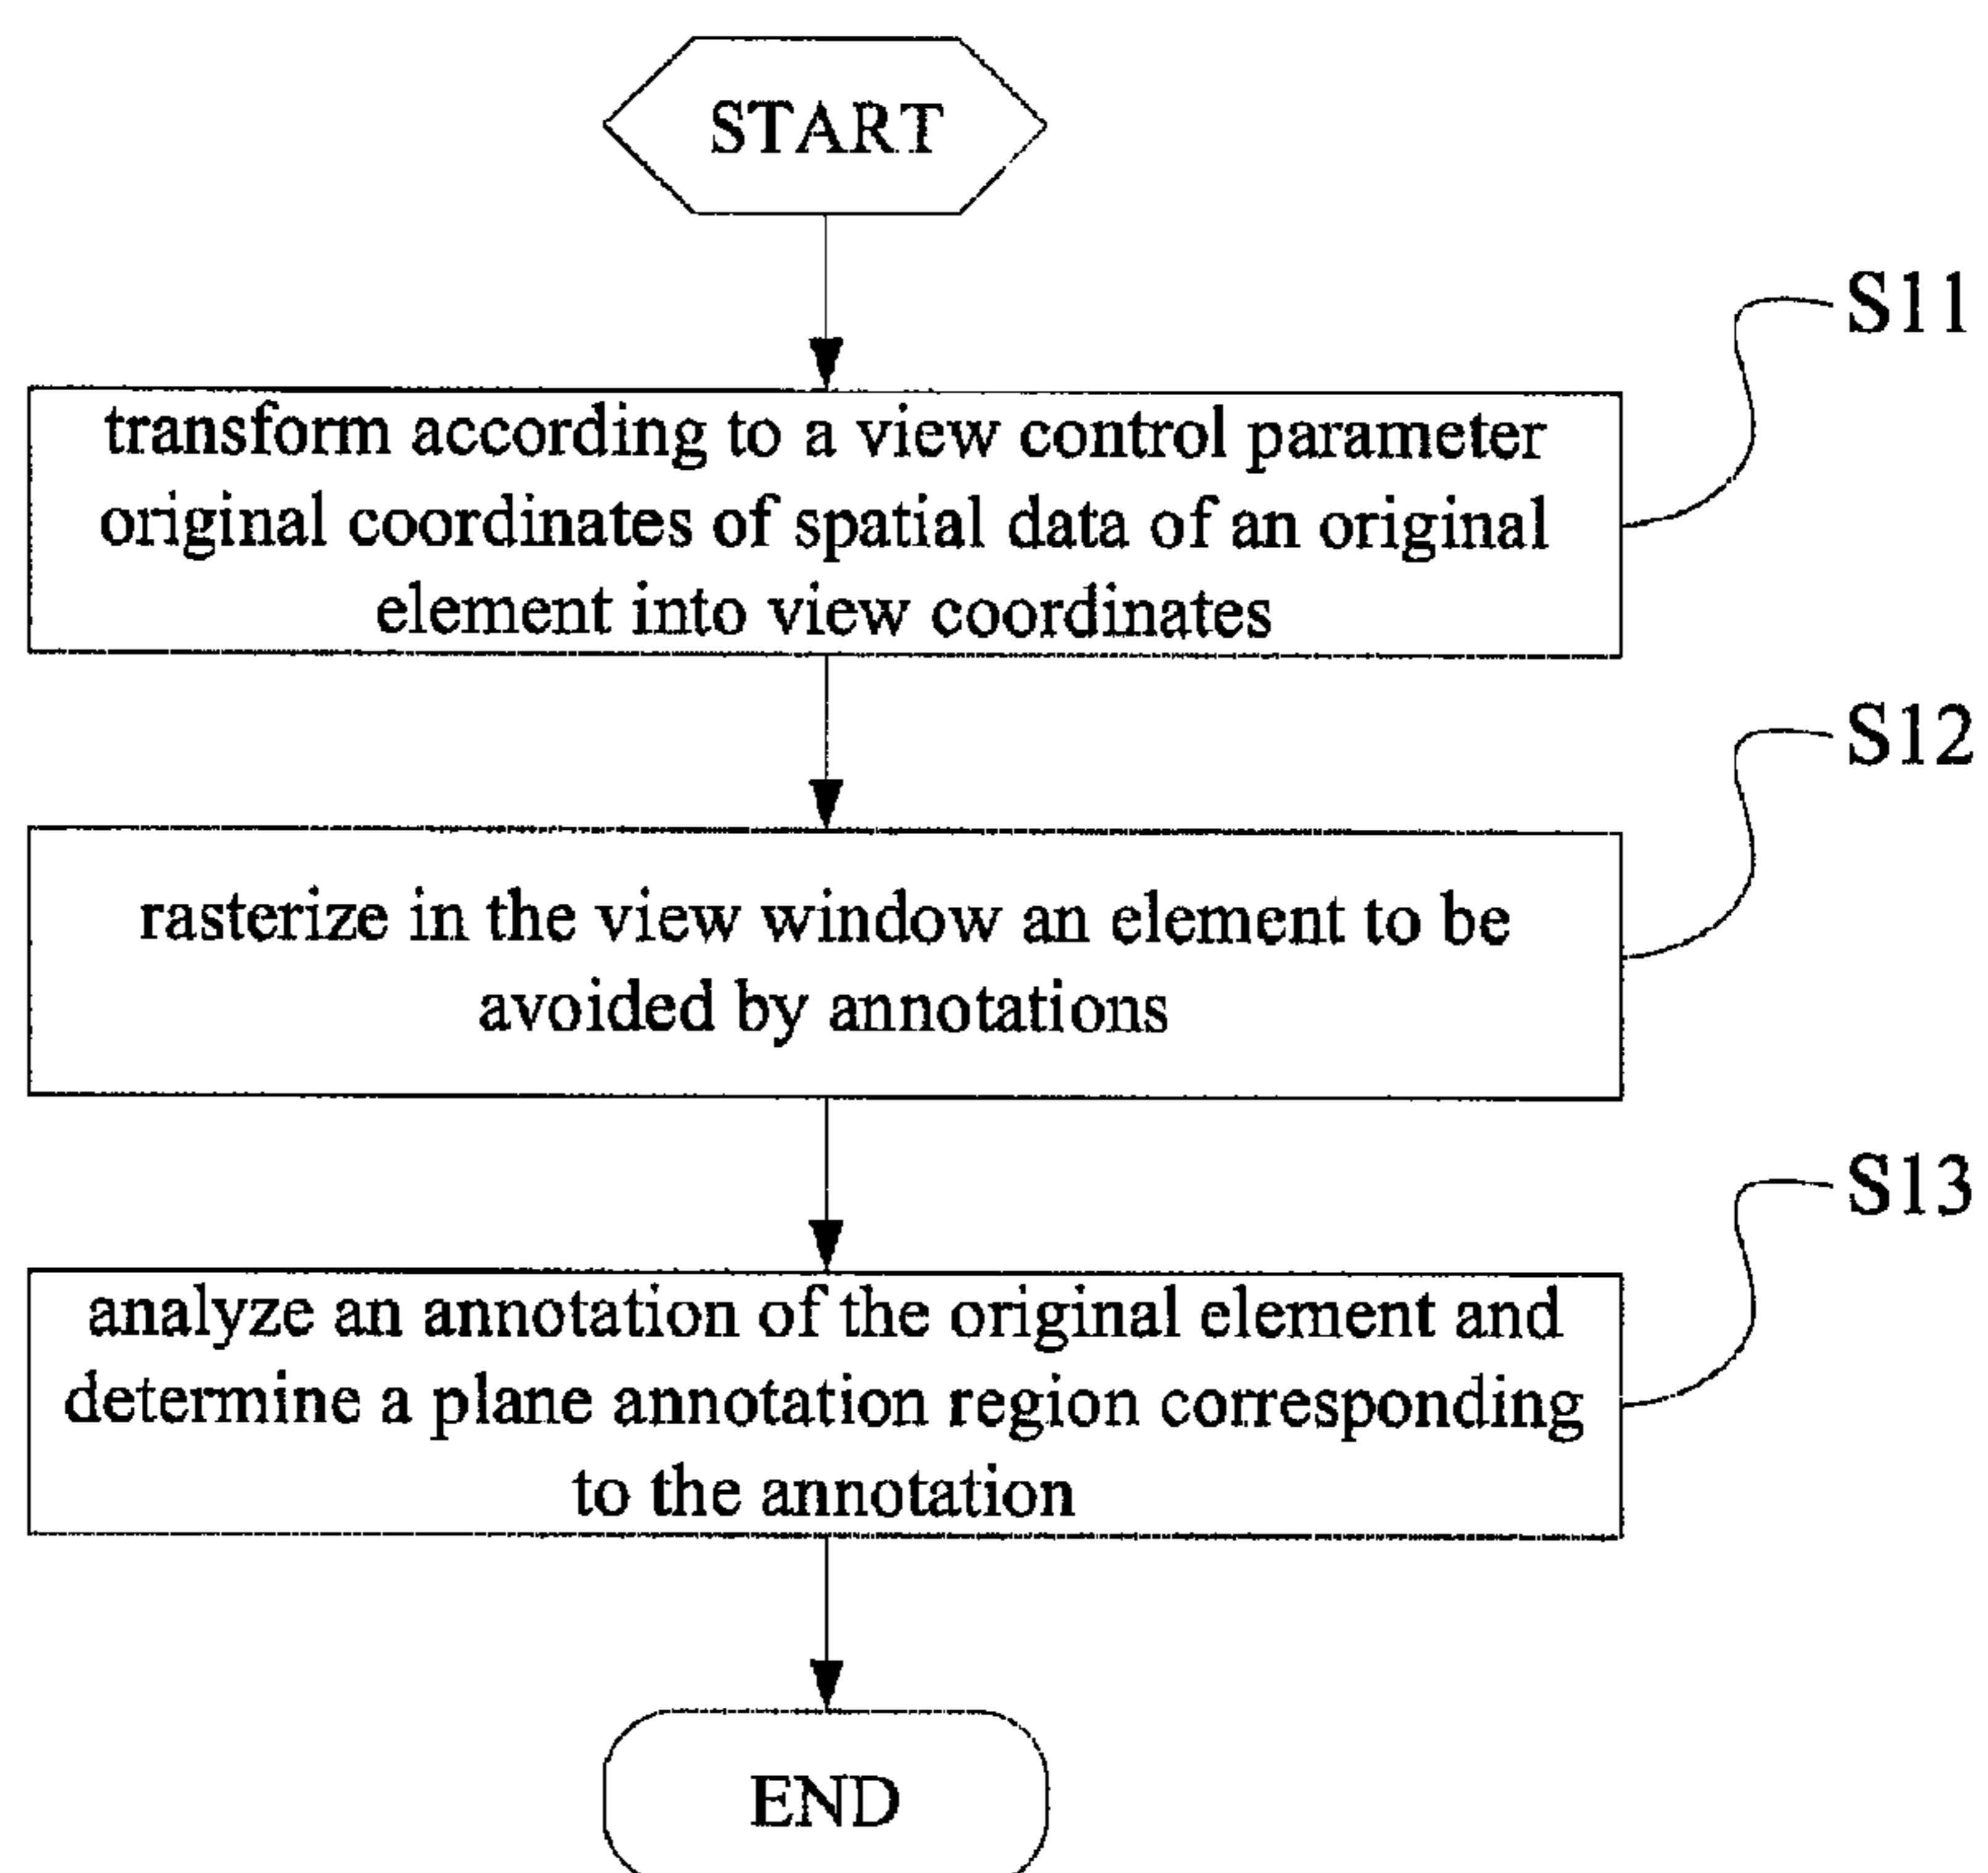 START
S11
transform according to a view control parameter
original coordinates of spatial data of an original
element into view coordinates
S12
rasterize in the view window an element to be
avoided by annotations
S13
analyze an annotation of the original element and
determine a plane annotation region corresponding
to the annotation
END